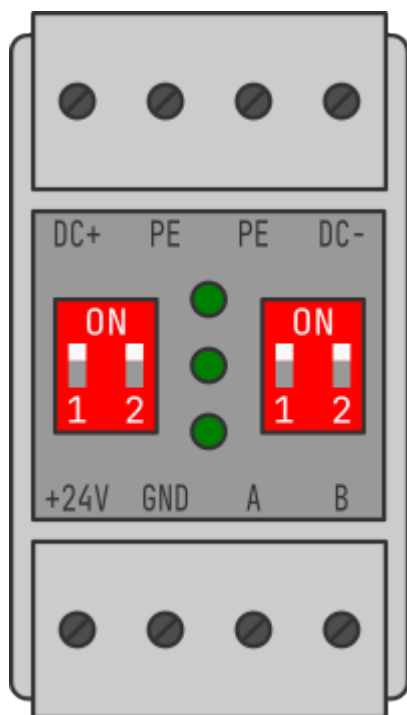 DC+ PE PE DC-
ON ON
1 2 1 2
+24V GND A B